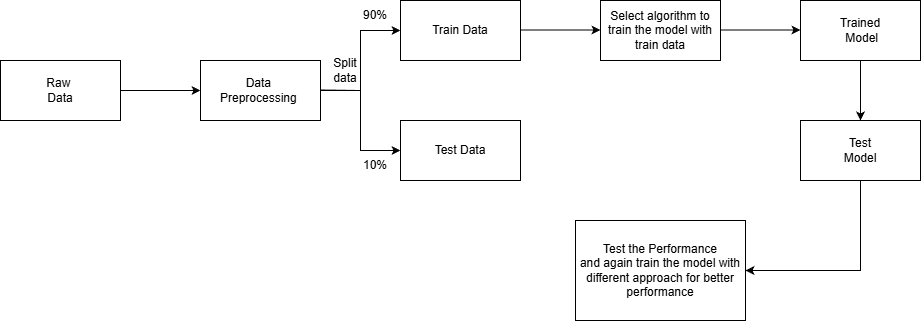 90%
Train Data
Select algorithm to
train the model with
train data
Trained
Model
Split
data
Raw
Data
Data
Preprocessing
10%
Test Data
Test
Model
Test the Performance
and again train the model with
different approach for better
performance